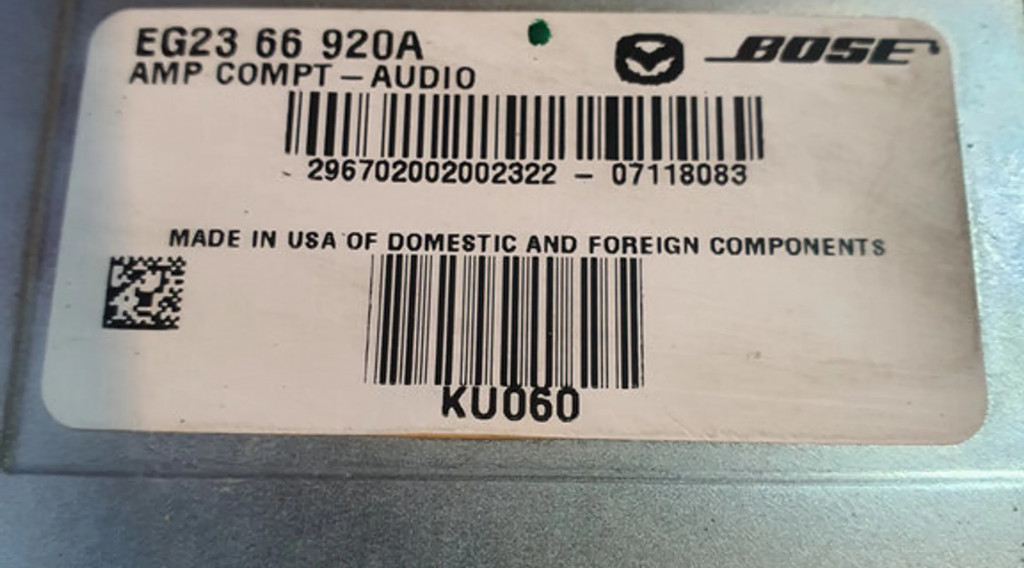 EG23 66 920A
BOSE
AMP COMPT – AUDIO
296702002002322 – 07118083
MADE IN USA OF DOMESTIC AND FOREIGN COMPONENTS
KU060